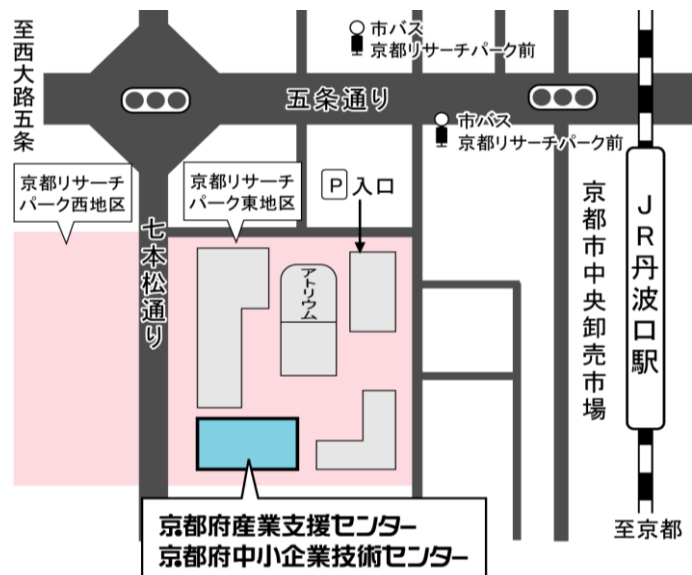 至西大路五条
市バス
京都リサーチパーク前
五条通り
市バス
京都リサーチパーク前
京都リサーチ
パーク西地区
京都リサーチ
パーク東地区
P 入口
七本松通り
アトリウム
京都市中央卸売市場
JR丹波口駅
至京都
京都府産業支援センター
京都府中小企業技術センター